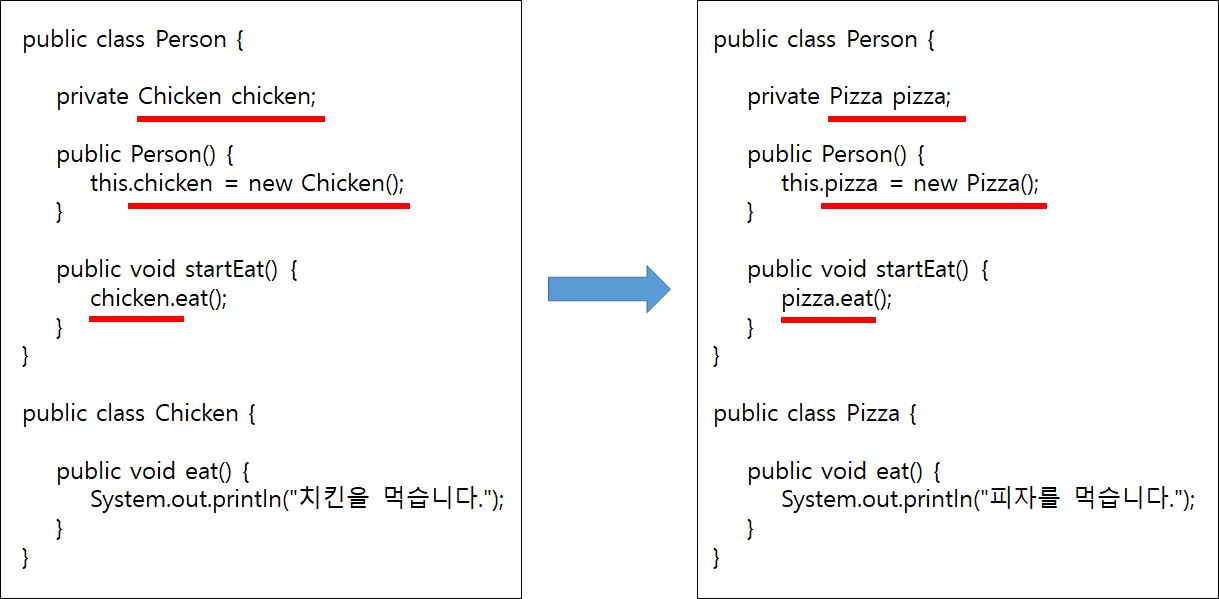 public class Person {
private Chicken chicken;
public Person() {
this.chicken = new Chicken();
}
public void startEat() {
chicken.eat();
}
}
public class Chicken {
public void eat() {
System.out.println("치킨을 먹습니다.");
}
}
public class Person {
private Pizza pizza;
public Person() {
this.pizza = new Pizza();
}
public void startEat() {
pizza.eat();
}
}
public class Pizza {
public void eat() {
System.out.println("피자를 먹습니다.");
}
}